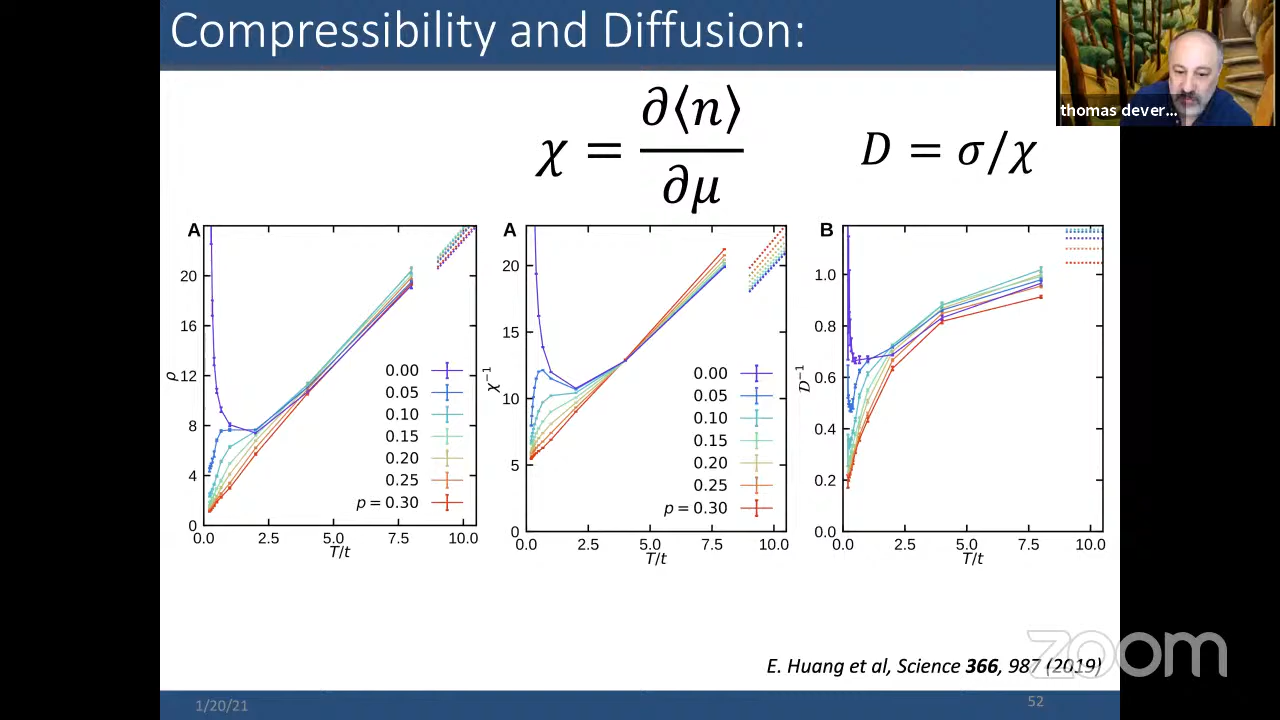 Compressibility and Diffusion:
thomas dever...
χ = ∂⟨n⟩/∂μ
D = σ/χ
A
20
16
12
8
4
0
ρ
0.0 2.5 5.0 7.5 10.0
T/t
0.00
0.05
0.10
0.15
0.20
0.25
p = 0.30
A
20
15
10
5
0
χ⁻¹
0.0 2.5 5.0 7.5 10.0
T/t
0.00
0.05
0.10
0.15
0.20
0.25
p = 0.30
B
1.0
0.8
0.6
0.4
0.2
0.0
D⁻¹
0.0 2.5 5.0 7.5 10.0
T/t
E. Huang et al, Science 366, 987 (2019)
zoom
1/20/21
52